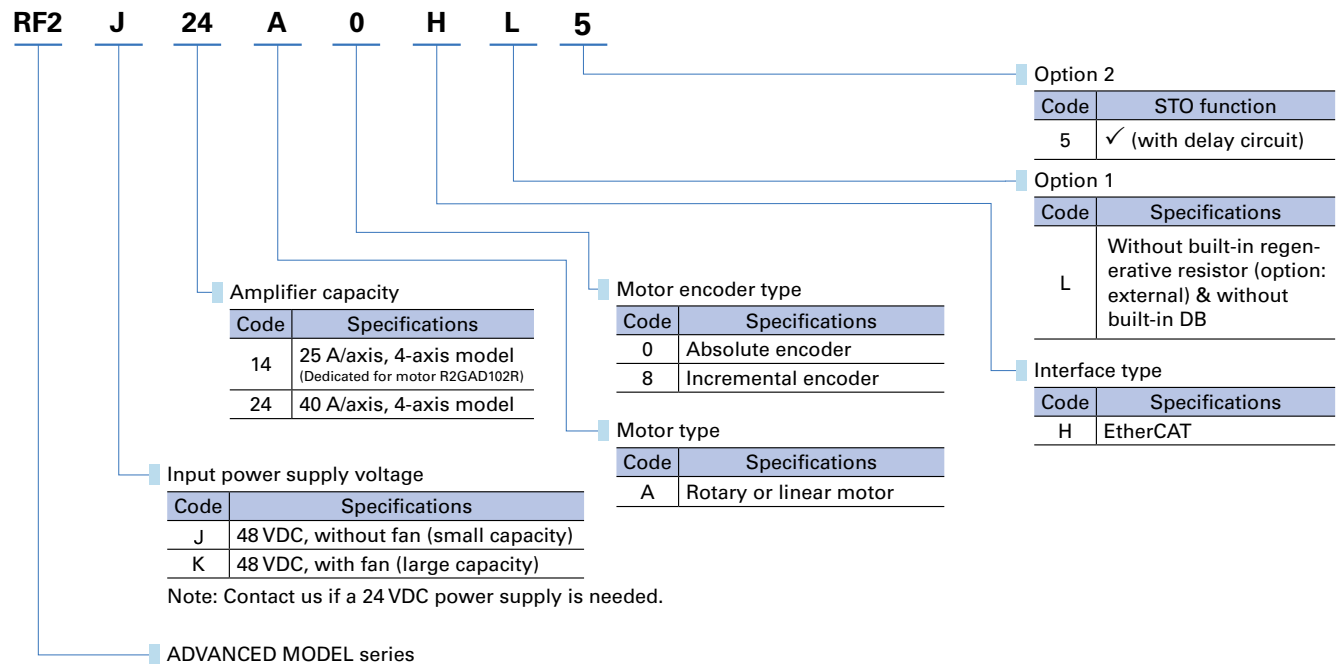 RF2 J 24 A 0 H L 5
Option 2
Code STO function
5 ✓ (with delay circuit)
Option 1
Code Specifications
L Without built-in regen-
erative resistor (option:
external) & without
built-in DB
Interface type
Code Specifications
H EtherCAT
Motor encoder type
Code Specifications
0 Absolute encoder
8 Incremental encoder
Motor type
Code Specifications
A Rotary or linear motor
Amplifier capacity
Code Specifications
14 25 A/axis, 4-axis model
(Dedicated for motor R2GAD102R)
24 40 A/axis, 4-axis model
Input power supply voltage
Code Specifications
J 48 VDC, without fan (small capacity)
K 48 VDC, with fan (large capacity)
Note: Contact us if a 24 VDC power supply is needed.
ADVANCED MODEL series